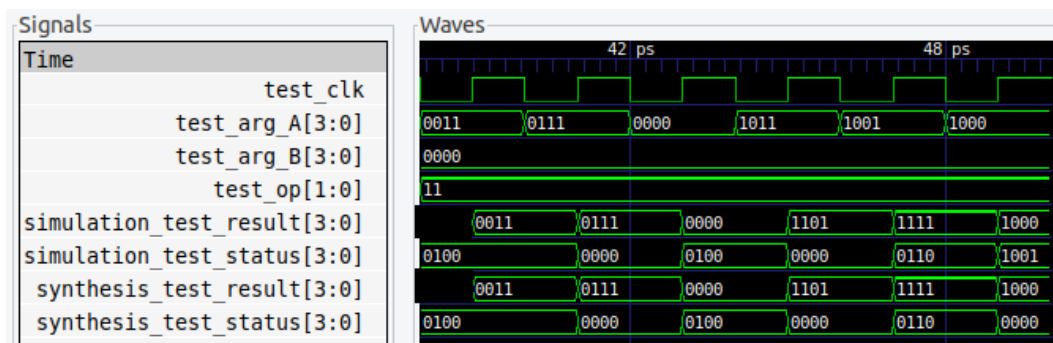 Signals
Waves
Time
42 ps 48 ps
test_clk
test_arg_A[3:0] 0011 0111 0000 1011 1001 1000
test_arg_B[3:0] 0000
test_op[1:0] 11
simulation_test_result[3:0] 0011 0111 0000 1101 1111 1000
simulation_test_status[3:0] 0100 0000 0100 0000 0110 1001
synthesis_test_result[3:0] 0011 0111 0000 1101 1111 1000
synthesis_test_status[3:0] 0100 0000 0100 0000 0110 0000